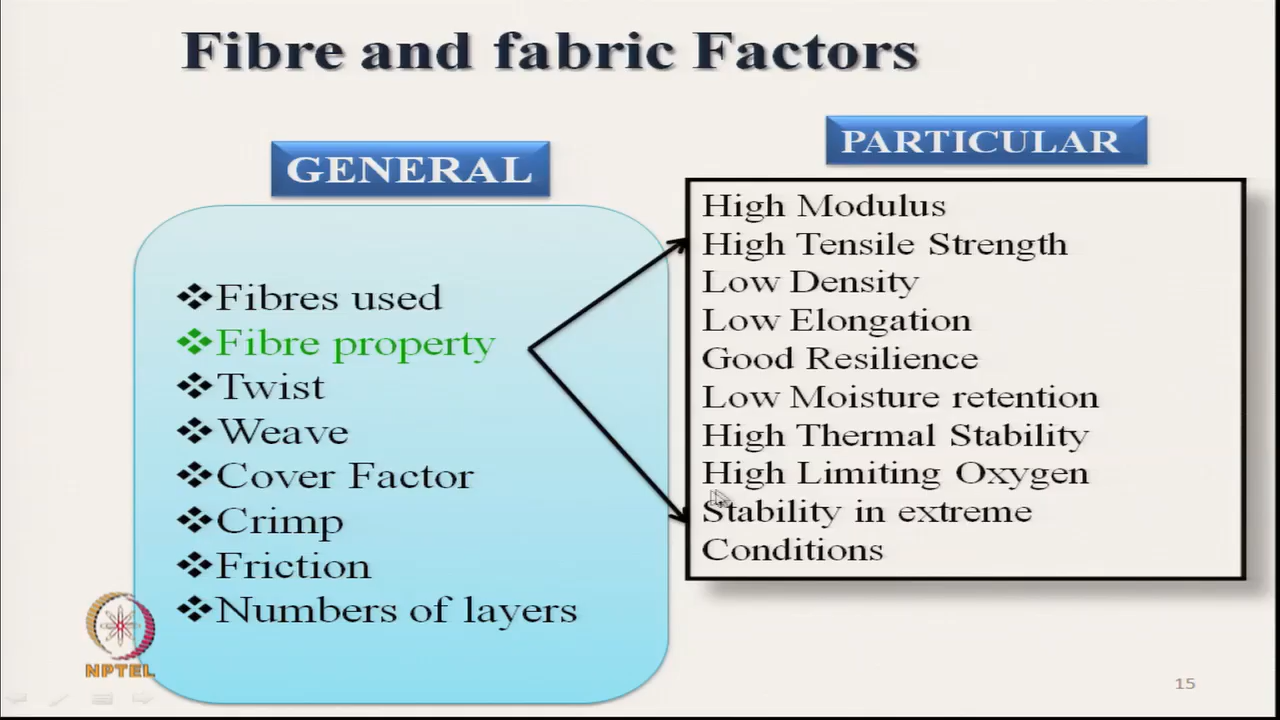 Fibre and fabric Factors
GENERAL
❖Fibres used
❖Fibre property
❖Twist
❖Weave
❖Cover Factor
❖Crimp
❖Friction
❖Numbers of layers
PARTICULAR
High Modulus
High Tensile Strength
Low Density
Low Elongation
Good Resilience
Low Moisture retention
High Thermal Stability
High Limiting Oxygen
Stability in extreme
Conditions
NPTEL
15